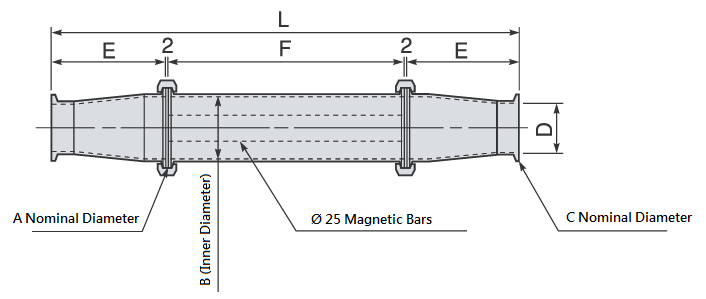 L
E 2 F 2 E
D
A Nominal Diameter
B (Inner Diameter)
Ø 25 Magnetic Bars
C Nominal Diameter